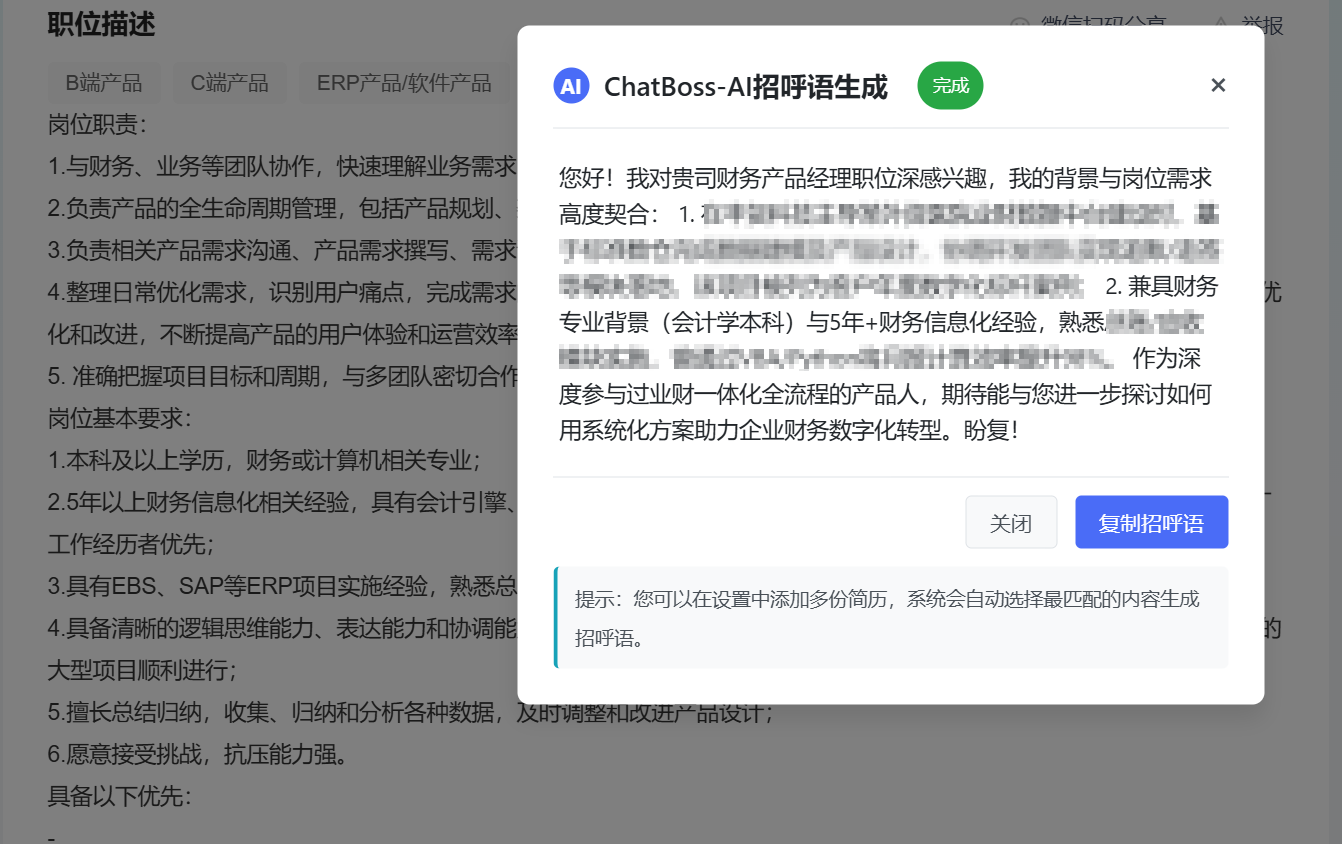 职位描述
微信扫码分享
举报
B端产品
C端产品
ERP产品/软件产品
岗位职责：
1.与财务、业务等团队协作，快速理解业务需求
2.负责产品的全生命周期管理，包括产品规划、
3.负责相关产品需求沟通、产品需求撰写、需求
4.整理日常优化需求，识别用户痛点，完成需求
优
化和改进，不断提高产品的用户体验和运营效率
5. 准确把握项目目标和周期，与多团队密切合作
岗位基本要求：
1.本科及以上学历，财务或计算机相关专业；
2.5年以上财务信息化相关经验，具有会计引擎、
工作经历者优先；
3.具有EBS、SAP等ERP项目实施经验，熟悉总
4.具备清晰的逻辑思维能力、表达能力和协调能
的
大型项目顺利进行；
5.擅长总结归纳，收集、归纳和分析各种数据，及时调整和改进产品设计；
6.愿意接受挑战，抗压能力强。
具备以下优先：
-
AI ChatBoss-AI招呼语生成 完成 ×
您好！我对贵司财务产品经理职位深感兴趣，我的背景与岗位需求
高度契合： 1.
2. 兼具财务
专业背景（会计学本科）与5年+财务信息化经验，熟悉
作为深
度参与过业财一体化全流程的产品人，期待能与您进一步探讨如何
用系统化方案助力企业财务数字化转型。盼复！
关闭
复制招呼语
提示：您可以在设置中添加多份简历，系统会自动选择最匹配的内容生成
招呼语。